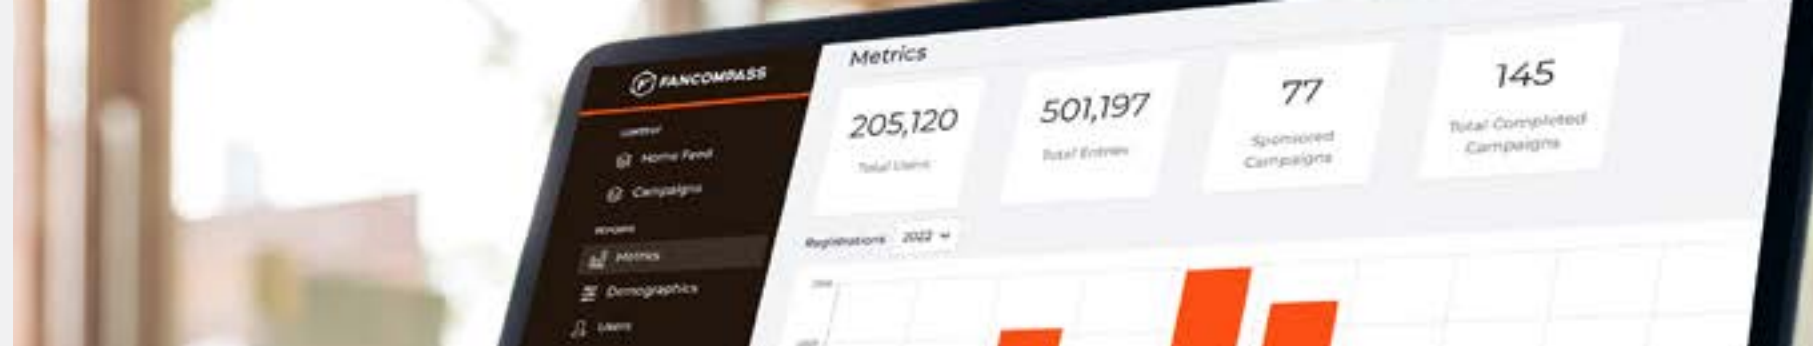 FANCOMPASS
Home Feed
Campaigns
Metrics
Demographics
Users
Metrics
205,120
Total Users
501,197
Total Entries
77
Sponsored
Campaigns
145
Total Completed
Campaigns
Registrations 2022